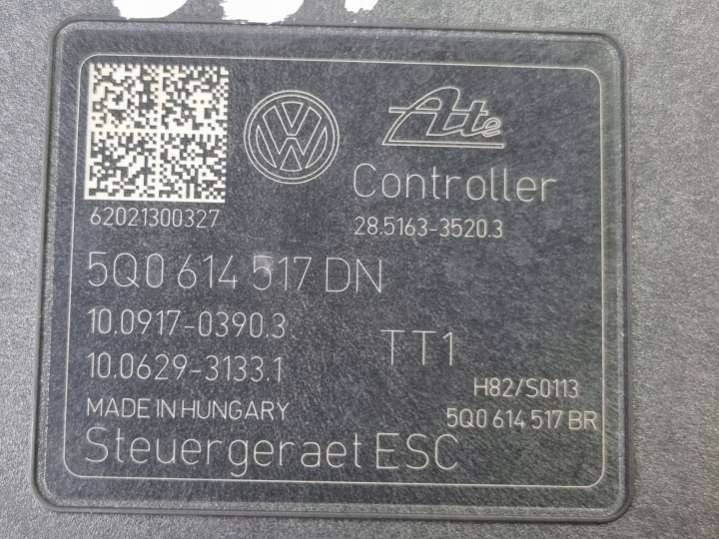 Ate
Controller
62021300327
28.5163-3520.3
5Q0 614 517 DN
10.0917-0390.3
TT1
10.0629-3133.1
H82/S0113
MADE IN HUNGARY
5Q0 614 517 BR
Steuergeraet ESC